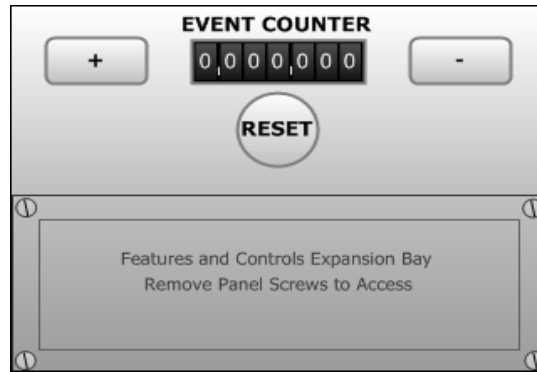 EVENT COUNTER
+ 0,000,000 -
RESET
Features and Controls Expansion Bay
Remove Panel Screws to Access